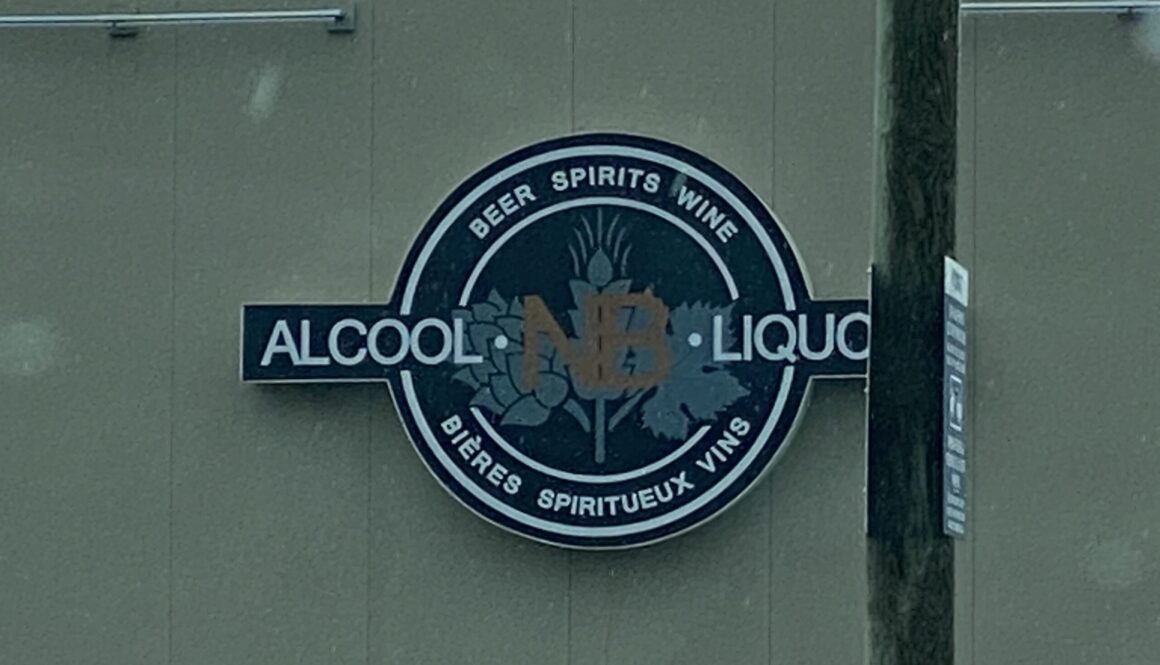 BEER SPIRITS WINE
ALCOOL · NB · LIQUO
BIÈRES SPIRITUEUX VINS